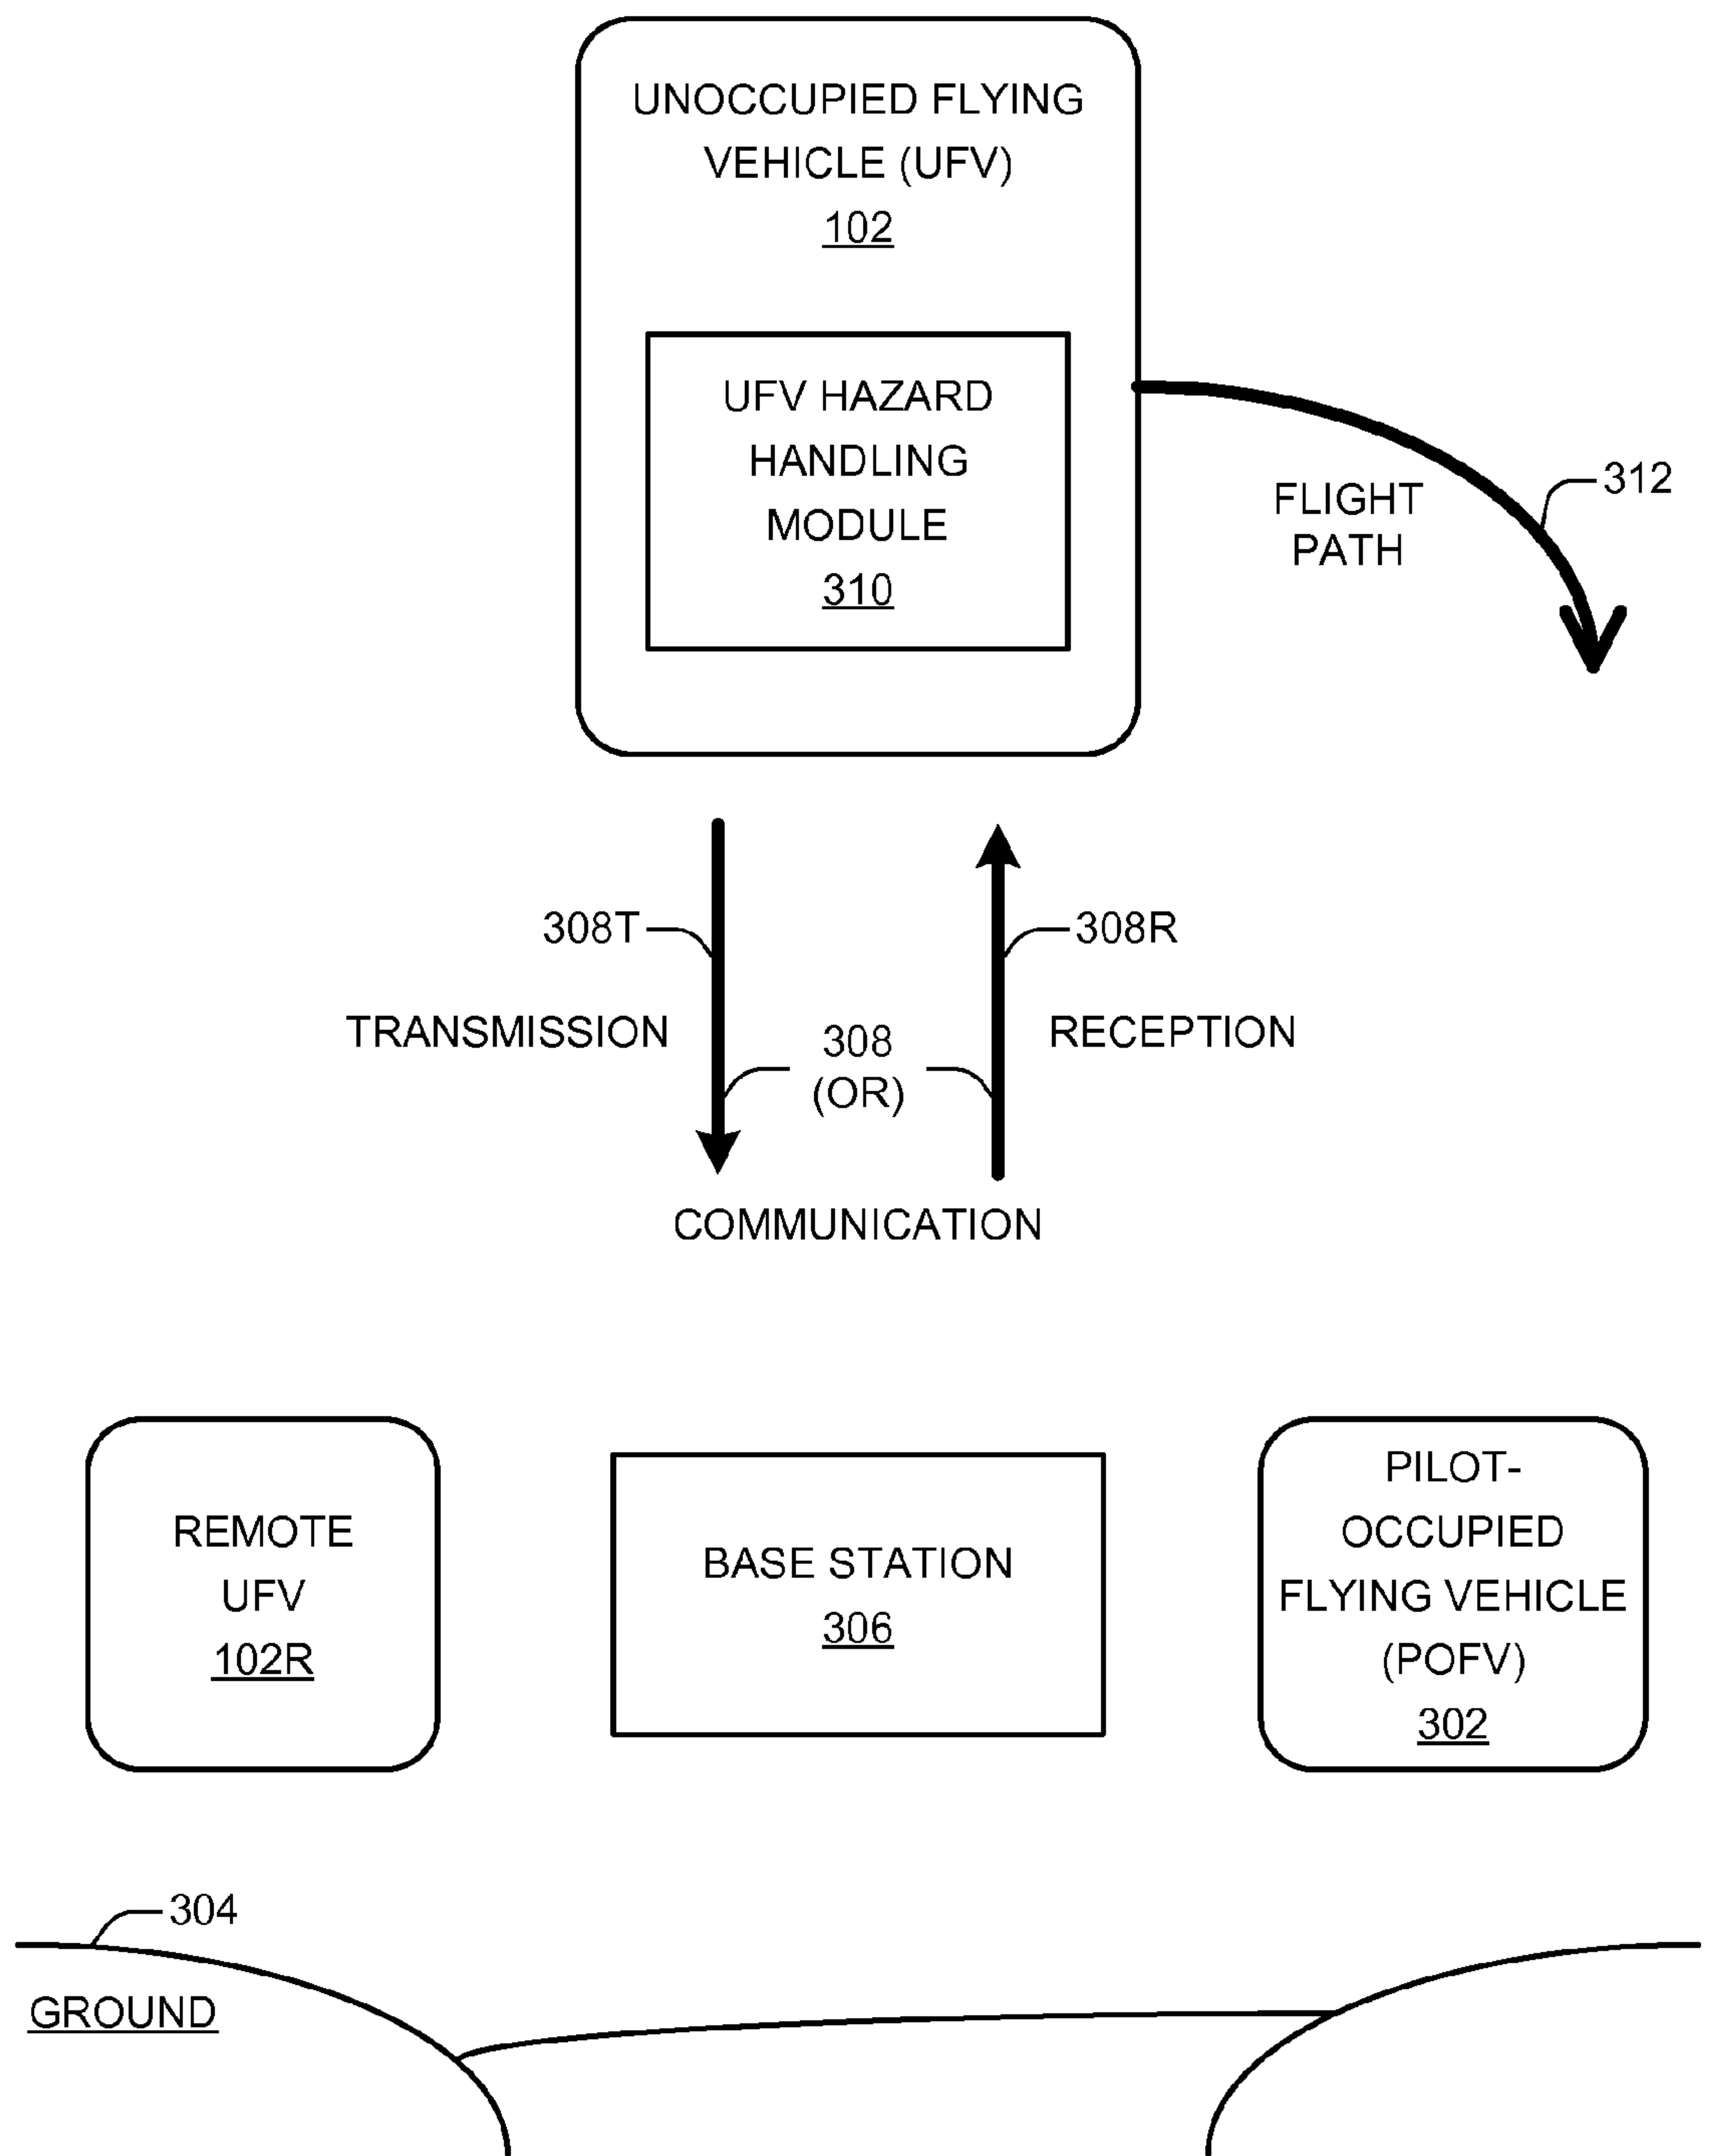 UNOCCUPIED FLYING
VEHICLE (UFV)
102
UFV HAZARD
HANDLING
MODULE
310
312
FLIGHT
PATH
308T
308R
TRANSMISSION
308
(OR)
RECEPTION
COMMUNICATION
REMOTE
UFV
102R
BASE STATION
306
PILOT-
OCCUPIED
FLYING VEHICLE
(POFV)
302
304
GROUND